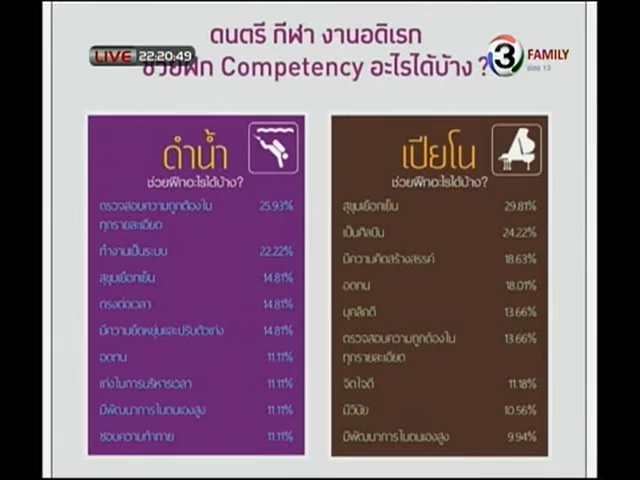 ดนตรี กีฬา งานอดิเรก
ช่วยฝึก Competency อะไรได้บ้าง ?
LIVE 22:20:49
3 FAMILY
ช่อง 13
ดำน้ำ
ช่วยฝึกอะไรได้บ้าง?
ตรวจสอบความถูกต้องใน 25.93%
ทุกรายละเอียด
ทำงานเป็นระบบ 22.22%
สุขุมเยือกเย็น 14.81%
ตรงต่อเวลา 14.81%
มีความยืดหยุ่นและปรับตัวเก่ง 14.81%
อดทน 11.11%
เก่งในการบริหารเวลา 11.11%
มีพัฒนาการในตนเองสูง 11.11%
ชอบความท้าทาย 11.11%
เปียโน
ช่วยฝึกอะไรได้บ้าง?
สุขุมเยือกเย็น 29.81%
เป็นศิลปิน 24.22%
มีความคิดสร้างสรรค์ 18.63%
อดทน 18.01%
บุคลิกดี 13.66%
ตรวจสอบความถูกต้องใน 13.66%
ทุกรายละเอียด
จิตใจดี 11.18%
มีวินัย 10.56%
มีพัฒนาการในตนเองสูง 9.94%